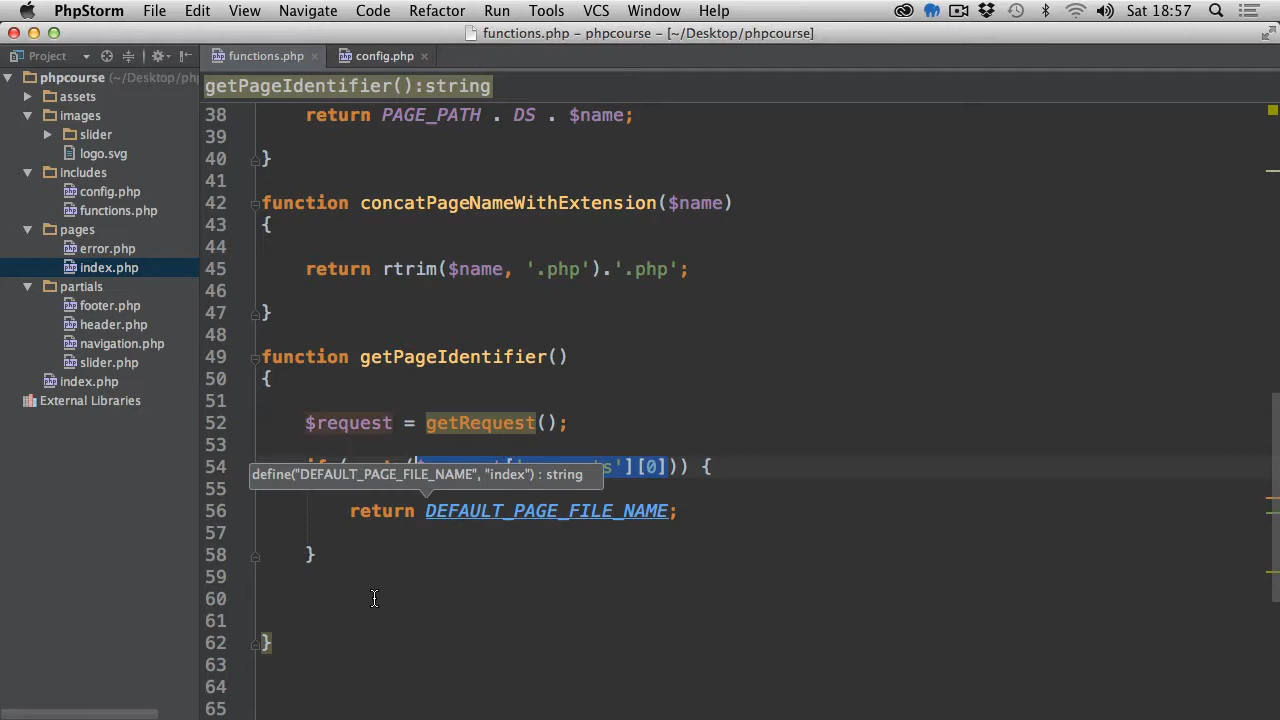 PhpStorm File Edit View Navigate Code Refactor Run Tools VCS Window Help Sat 18:57
functions.php – phpcourse – [~/Desktop/phpcourse]
Project functions.php config.php
phpcourse (~/Desktop/ph
assets
images
slider
logo.svg
includes
config.php
functions.php
pages
error.php
index.php
partials
footer.php
header.php
navigation.php
slider.php
index.php
External Libraries
getPageIdentifier():string
38 return PAGE_PATH . DS . $name;
39
40 }
41
42 function concatPageNameWithExtension($name)
43 {
44
45 return rtrim($name, '.php').'.php';
46
47 }
48
49 function getPageIdentifier()
50 {
51
52 $request = getRequest();
53
54 s'][0])) {
define("DEFAULT_PAGE_FILE_NAME", "index") : string
55
56 return DEFAULT_PAGE_FILE_NAME;
57
58 }
59
60
61
62 }
63
64
65